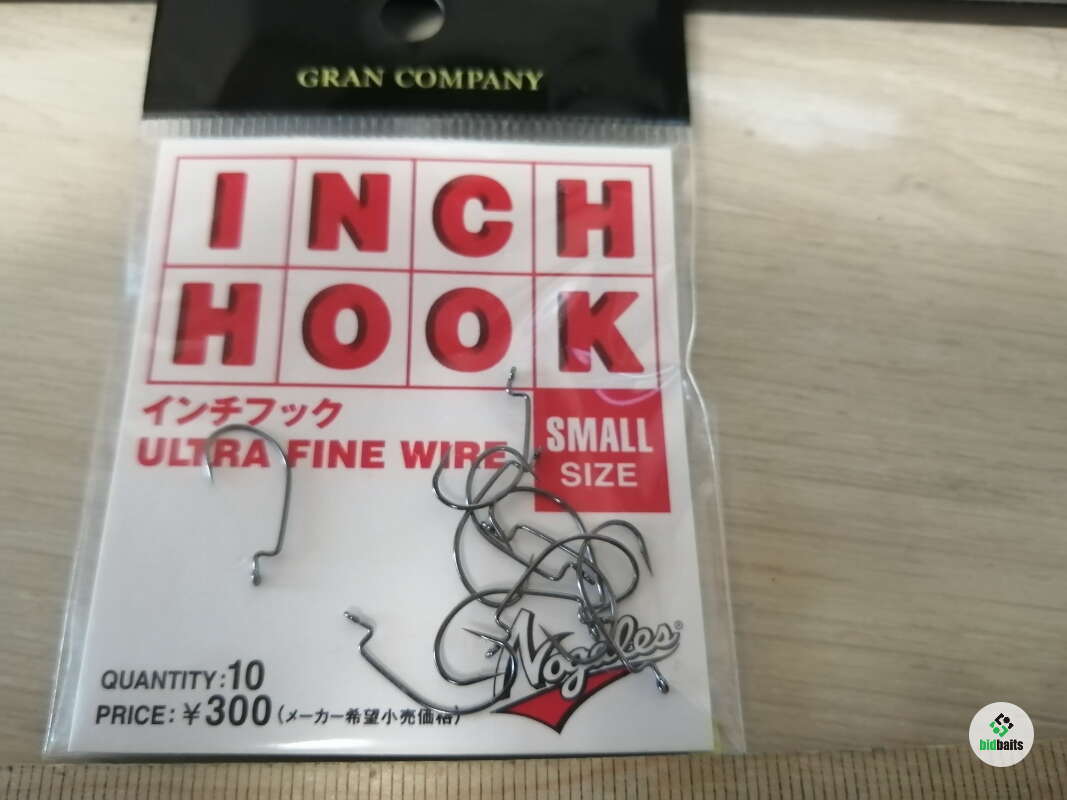 GRAN COMPANY
INCH
HOOK
インチフック
ULTRA FINE WIRE
SMALL
SIZE
Nogales®
QUANTITY:10
PRICE:¥300(メーカー希望小売価格)
bidbaits